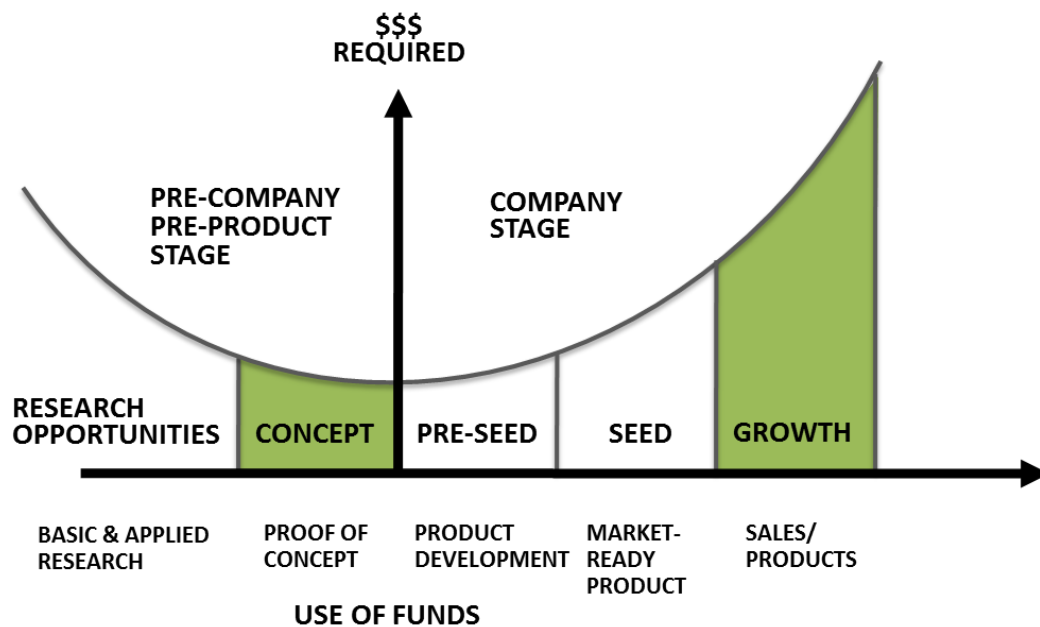 $$$
REQUIRED
PRE-COMPANY
PRE-PRODUCT
STAGE
COMPANY
STAGE
RESEARCH
OPPORTUNITIES
CONCEPT
PRE-SEED
SEED
GROWTH
BASIC & APPLIED
RESEARCH
PROOF OF
CONCEPT
PRODUCT
DEVELOPMENT
MARKET-
READY
PRODUCT
SALES/
PRODUCTS
USE OF FUNDS